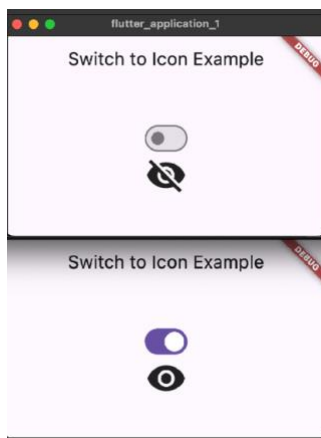 flutter_application_1
Switch to Icon Example
DEBUG
Switch to Icon Example
DEBUG